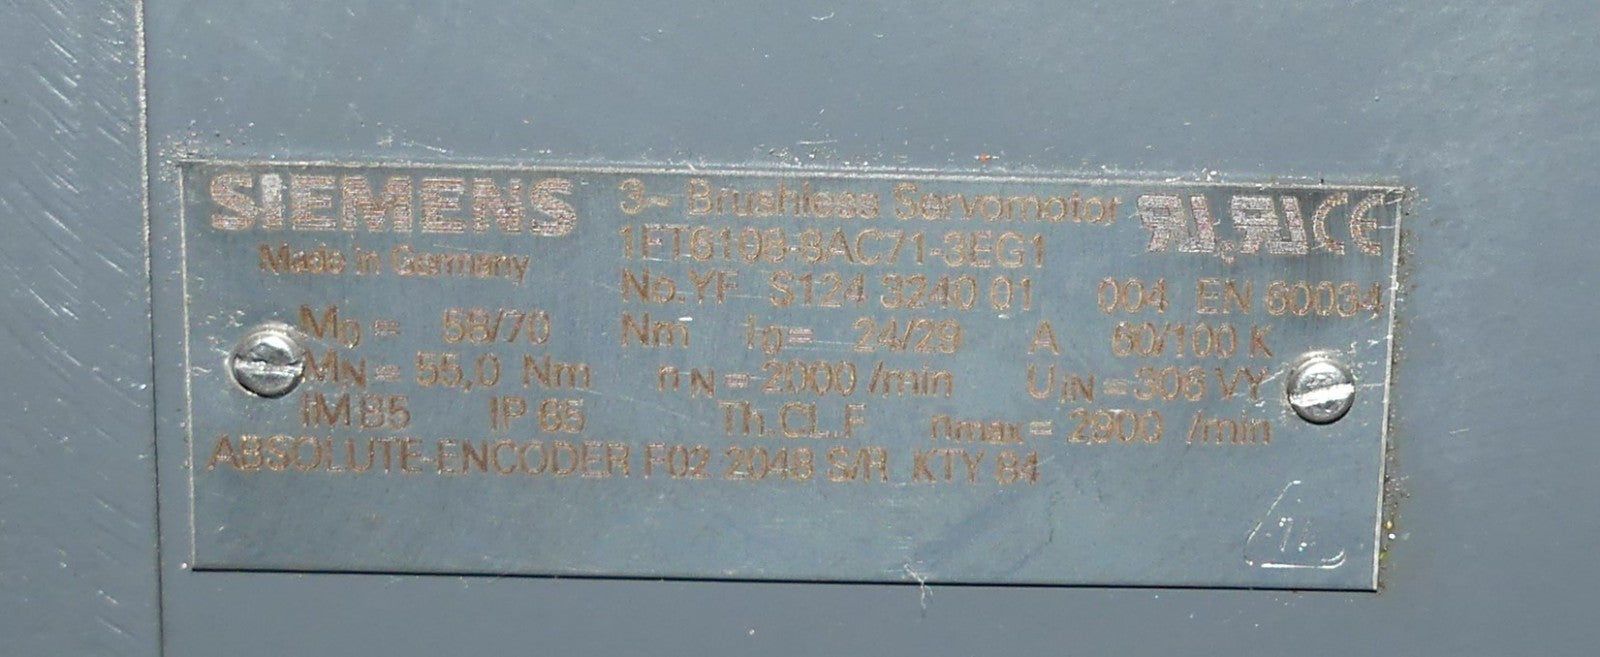 SIEMENS
Made in Germany
3~ Brushless Servomotor
1FT6108-8AC71-3EG1
No.YF S124 3240 01 004 EN 60034
M0 = 58/70 Nm I0 = 24/29 A 60/100 K
MN = 55,0 Nm nN = 2000 /min UIN = 306 VY
IM B5 IP 65 Th.CL.F nmax = 2900 /min
ABSOLUTE-ENCODER F02 2048 S/R KTY 84